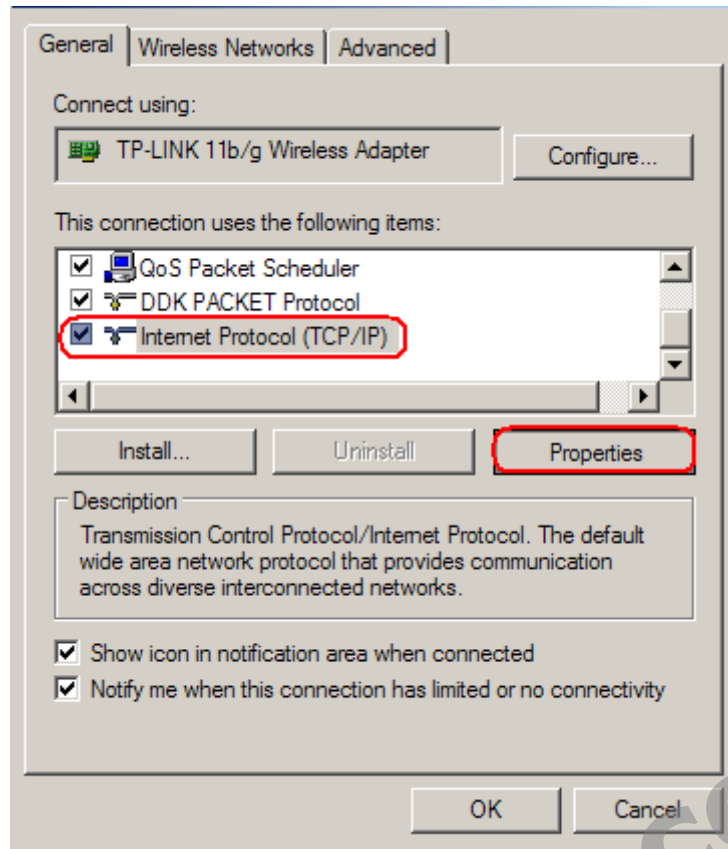 General
Wireless Networks
Advanced
Connect using:
TP-LINK 11b/g Wireless Adapter
Configure...
This connection uses the following items:
QoS Packet Scheduler
DDK PACKET Protocol
Internet Protocol (TCP/IP)
Install...
Uninstall
Properties
Description
Transmission Control Protocol/Internet Protocol. The default
wide area network protocol that provides communication
across diverse interconnected networks.
Show icon in notification area when connected
Notify me when this connection has limited or no connectivity
OK
Cancel